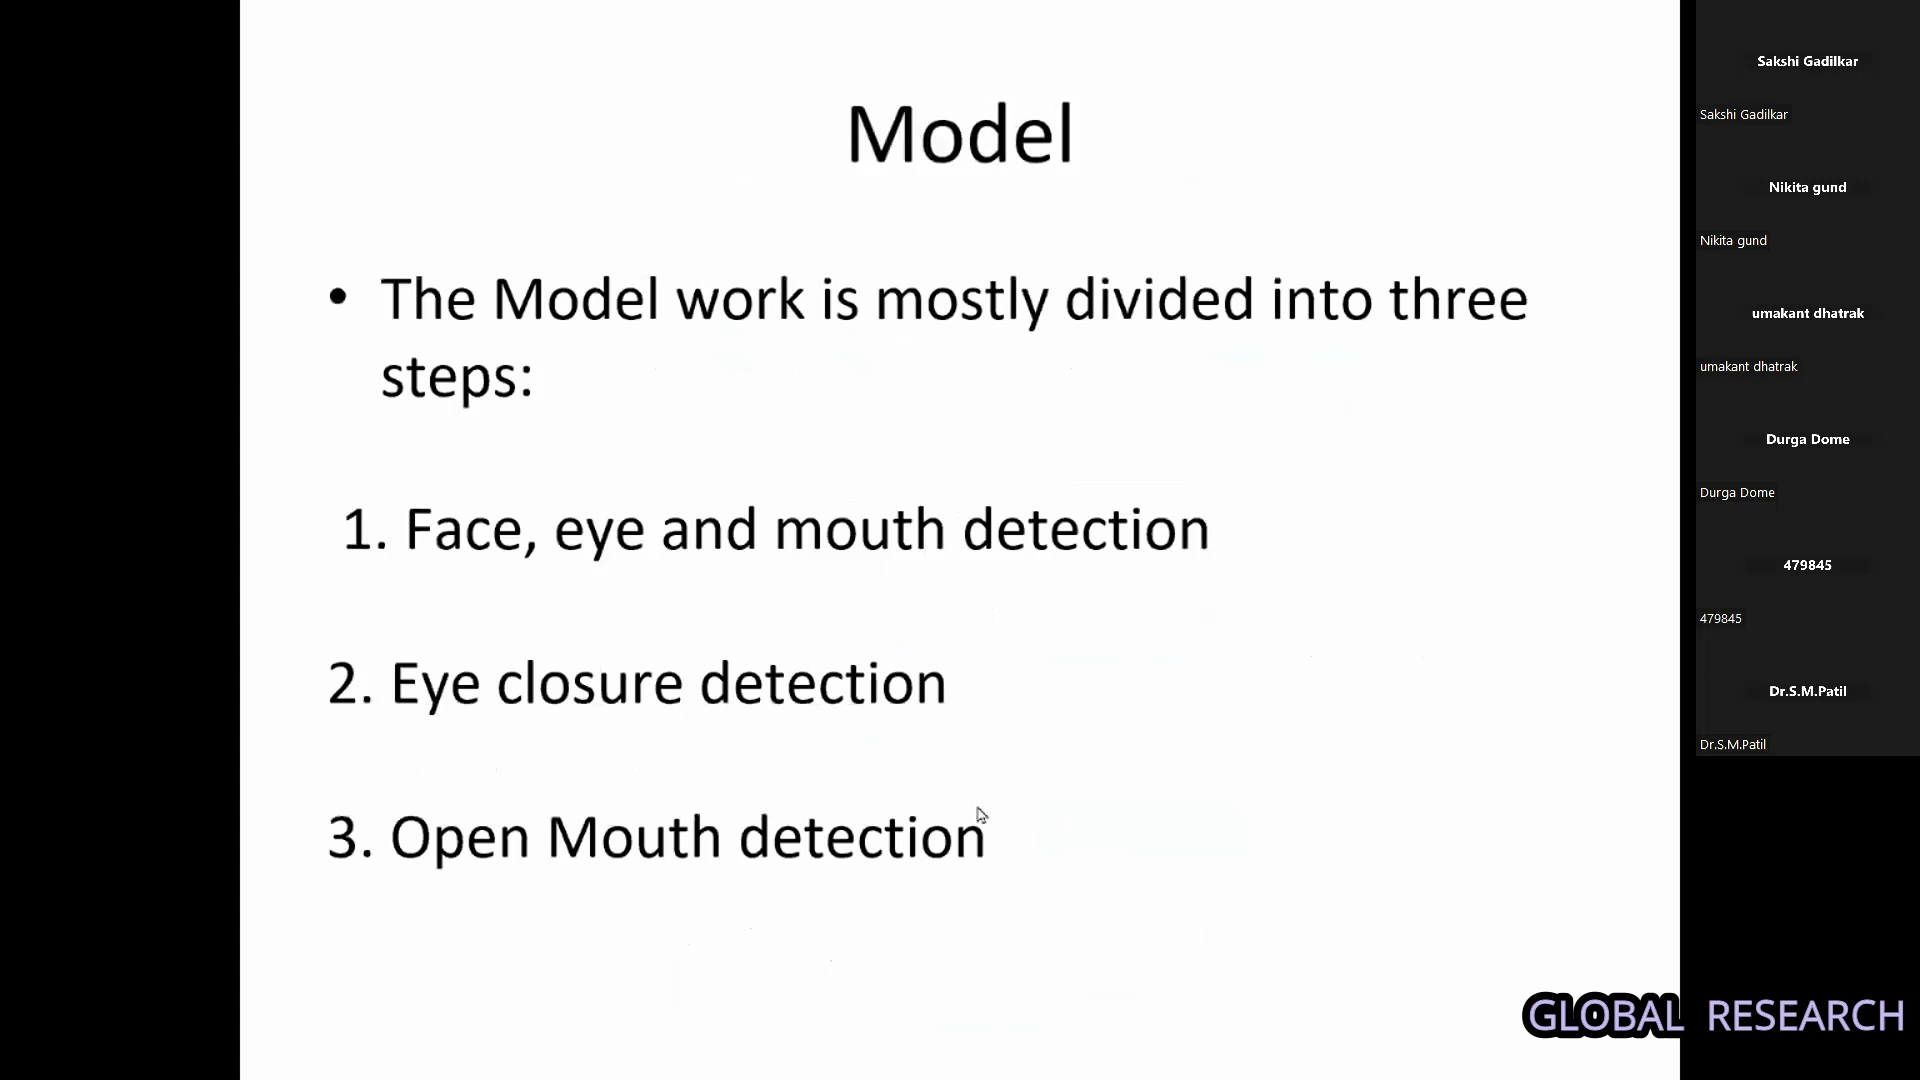 Model
• The Model work is mostly divided into three
steps:
1. Face, eye and mouth detection
2. Eye closure detection
3. Open Mouth detection
Sakshi Gadilkar
Sakshi Gadilkar
Nikita gund
Nikita gund
umakant dhatrak
umakant dhatrak
Durga Dome
Durga Dome
479845
479845
Dr.S.M.Patil
Dr.S.M.Patil
GLOBAL RESEARCH